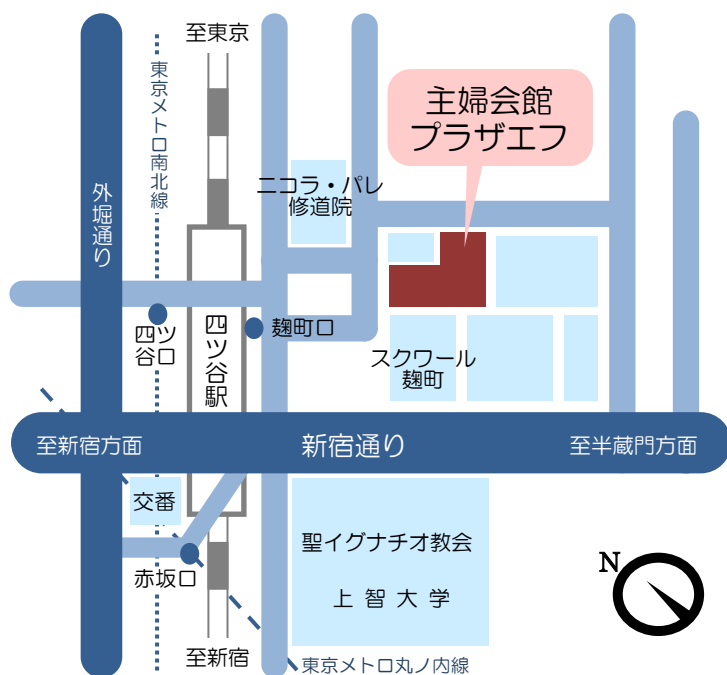 至東京
東京メトロ南北線
主婦会館
プラザエフ
ニコラ・バレ
修道院
外堀通り
四ツ
谷口
四ツ谷駅
麹町口
スクワール
麹町
至新宿方面
新宿通り
至半蔵門方面
交番
聖イグナチオ教会
上智大学
赤坂口
N
至新宿
東京メトロ丸ノ内線